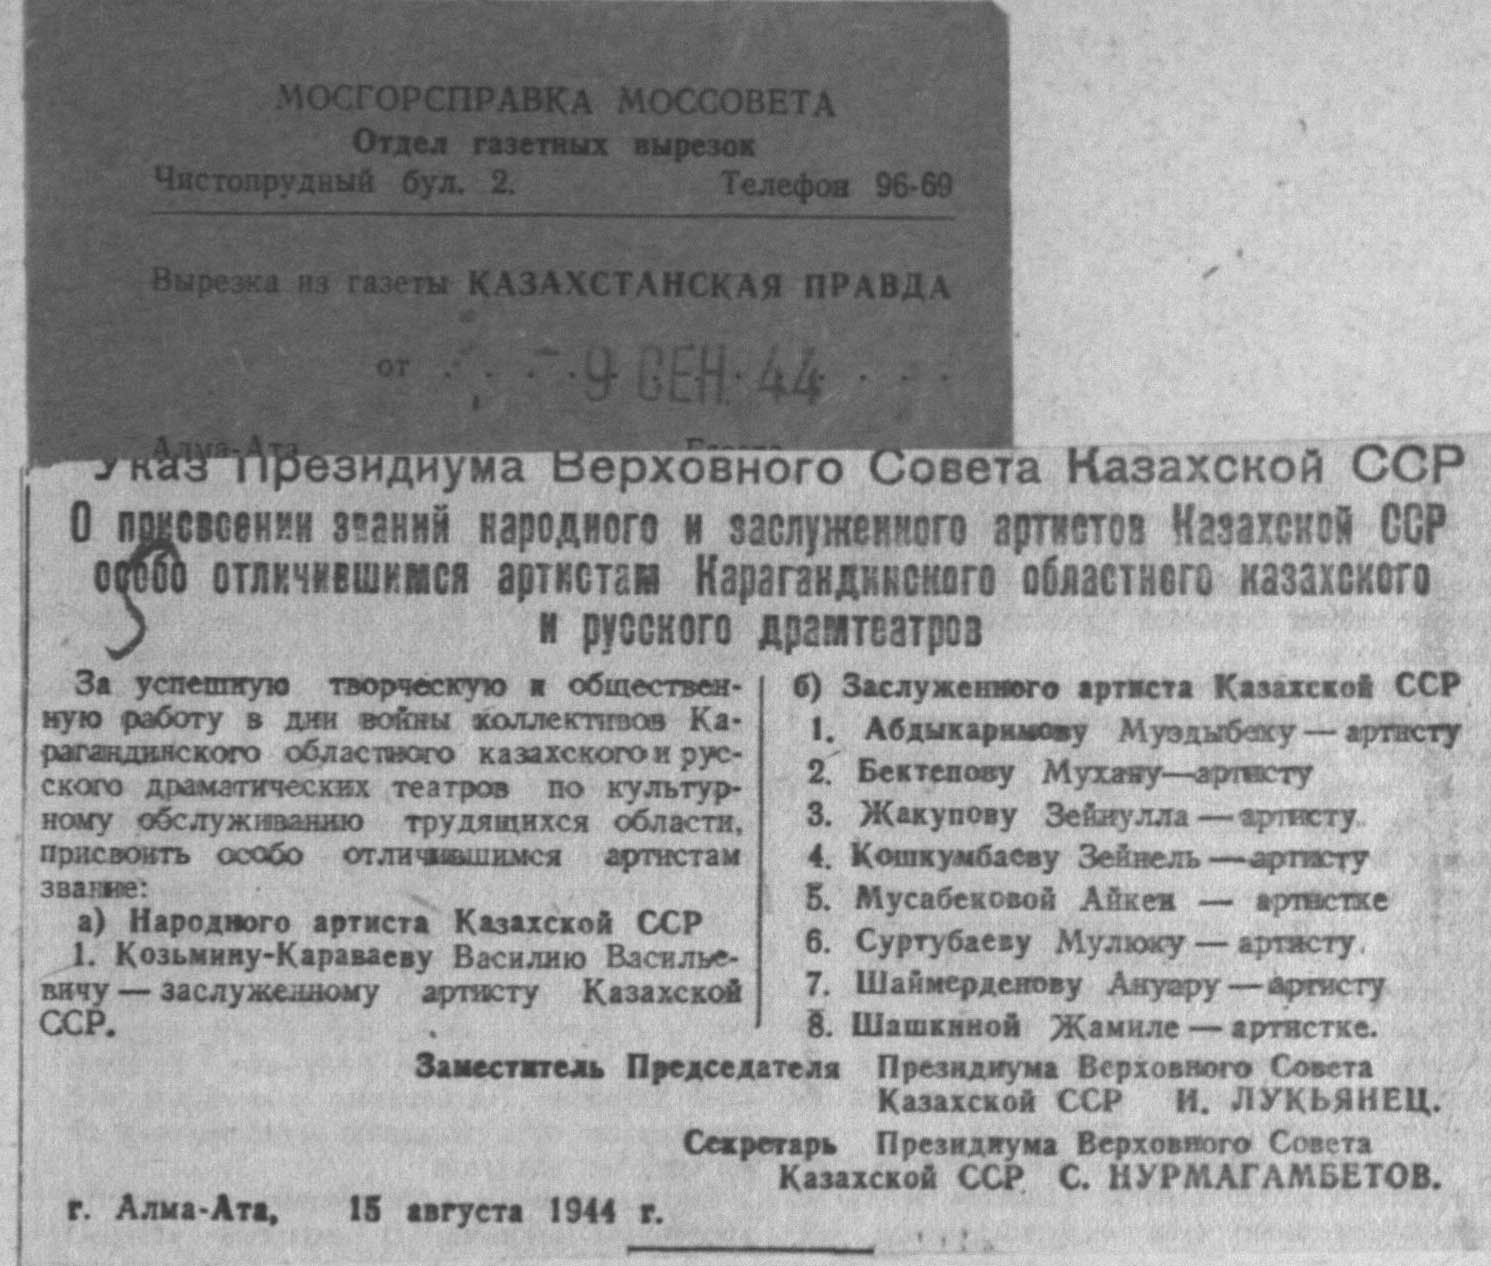 МОСГОРСПРАВКА МОССОВЕТА
Отдел газетных вырезок
Чистопрудный бул. 2. Телефон 96-69
Вырезка из газеты КАЗАХСТАНСКАЯ ПРАВДА
от 9 СЕН. 44
Алма-Ата
Указ Президиума Верховного Совета Казахской ССР
О присвоении званий народного и заслуженного артистов Казахской ССР
особо отличившимся артистам Карагандинского областного казахского
и русского драмтеатров
За успешную творческую и обществен-
ную работу в дни войны коллективов Ка-
рагандинского областного казахского и рус-
ского драматических театров по культур-
ному обслуживанию трудящихся области,
присвоить особо отличившимся артистам
звание:
а) Народного артиста Казахской ССР
1. Козьмину-Караваеву Василию Василье-
вичу — заслуженному артисту Казахской
ССР.
б) Заслуженного артиста Казахской ССР
1. Абдыкаримову Муздыбеку — артисту
2. Бектепову Мухану—артисту
3. Жакупову Зейнулла — артисту.
4. Кошкумбаеву Зейнель — артисту
5. Мусабековой Айкен — артистке
6. Суртубаеву Мулюку — артисту.
7. Шаймерденову Ануару — артисту
8. Шашкиной Жамиле — артистке.
Заместитель Председателя Президиума Верховного Совета
Казахской ССР И. ЛУКЬЯНЕЦ.
Секретарь Президиума Верховного Совета
Казахской ССР С. НУРМАГАМБЕТОВ.
г. Алма-Ата, 15 августа 1944 г.